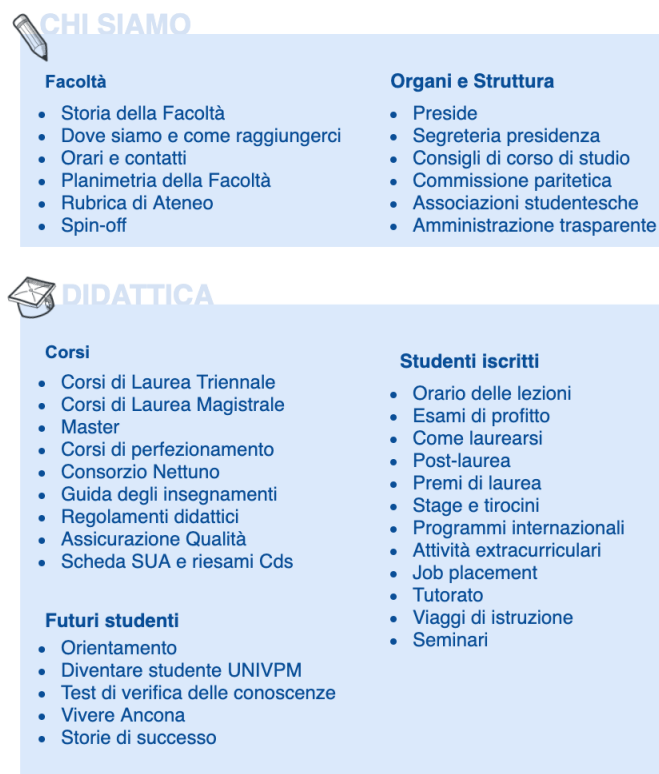 CHI SIAMO
Facoltà
Storia della Facoltà
Dove siamo e come raggiungerci
Orari e contatti
Planimetria della Facoltà
Rubrica di Ateneo
Spin-off
Organi e Struttura
Preside
Segreteria presidenza
Consigli di corso di studio
Commissione paritetica
Associazioni studentesche
Amministrazione trasparente
DIDATTICA
Corsi
Corsi di Laurea Triennale
Corsi di Laurea Magistrale
Master
Corsi di perfezionamento
Consorzio Nettuno
Guida degli insegnamenti
Regolamenti didattici
Assicurazione Qualità
Scheda SUA e riesami Cds
Futuri studenti
Orientamento
Diventare studente UNIVPM
Test di verifica delle conoscenze
Vivere Ancona
Storie di successo
Studenti iscritti
Orario delle lezioni
Esami di profitto
Come laurearsi
Post-laurea
Premi di laurea
Stage e tirocini
Programmi internazionali
Attività extracurriculari
Job placement
Tutorato
Viaggi di istruzione
Seminari